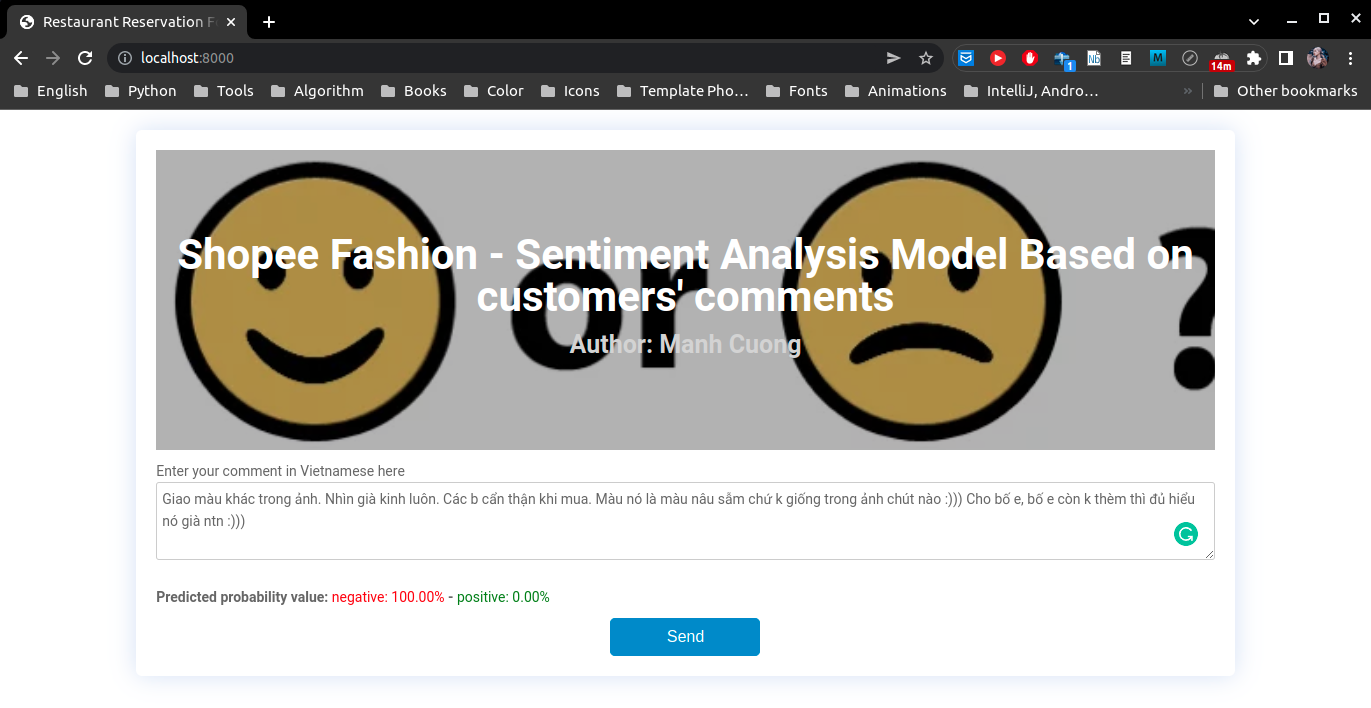 Restaurant Reservation F
localhost:8000
1
Nb
M
14m
English
Python
Tools
Algorithm
Books
Color
Icons
Template Pho...
Fonts
Animations
IntelliJ, Andro...
»
Other bookmarks
or
?
Shopee Fashion - Sentiment Analysis Model Based on
customers' comments
Author: Manh Cuong
Enter your comment in Vietnamese here
Giao màu khác trong ảnh. Nhìn già kinh luôn. Các b cẩn thận khi mua. Màu nó là màu nâu sẫm chứ k giống trong ảnh chút nào :))) Cho bố e, bố e còn k thèm thì đủ hiểu
nó già ntn :)))
Predicted probability value: negative: 100.00% - positive: 0.00%
Send